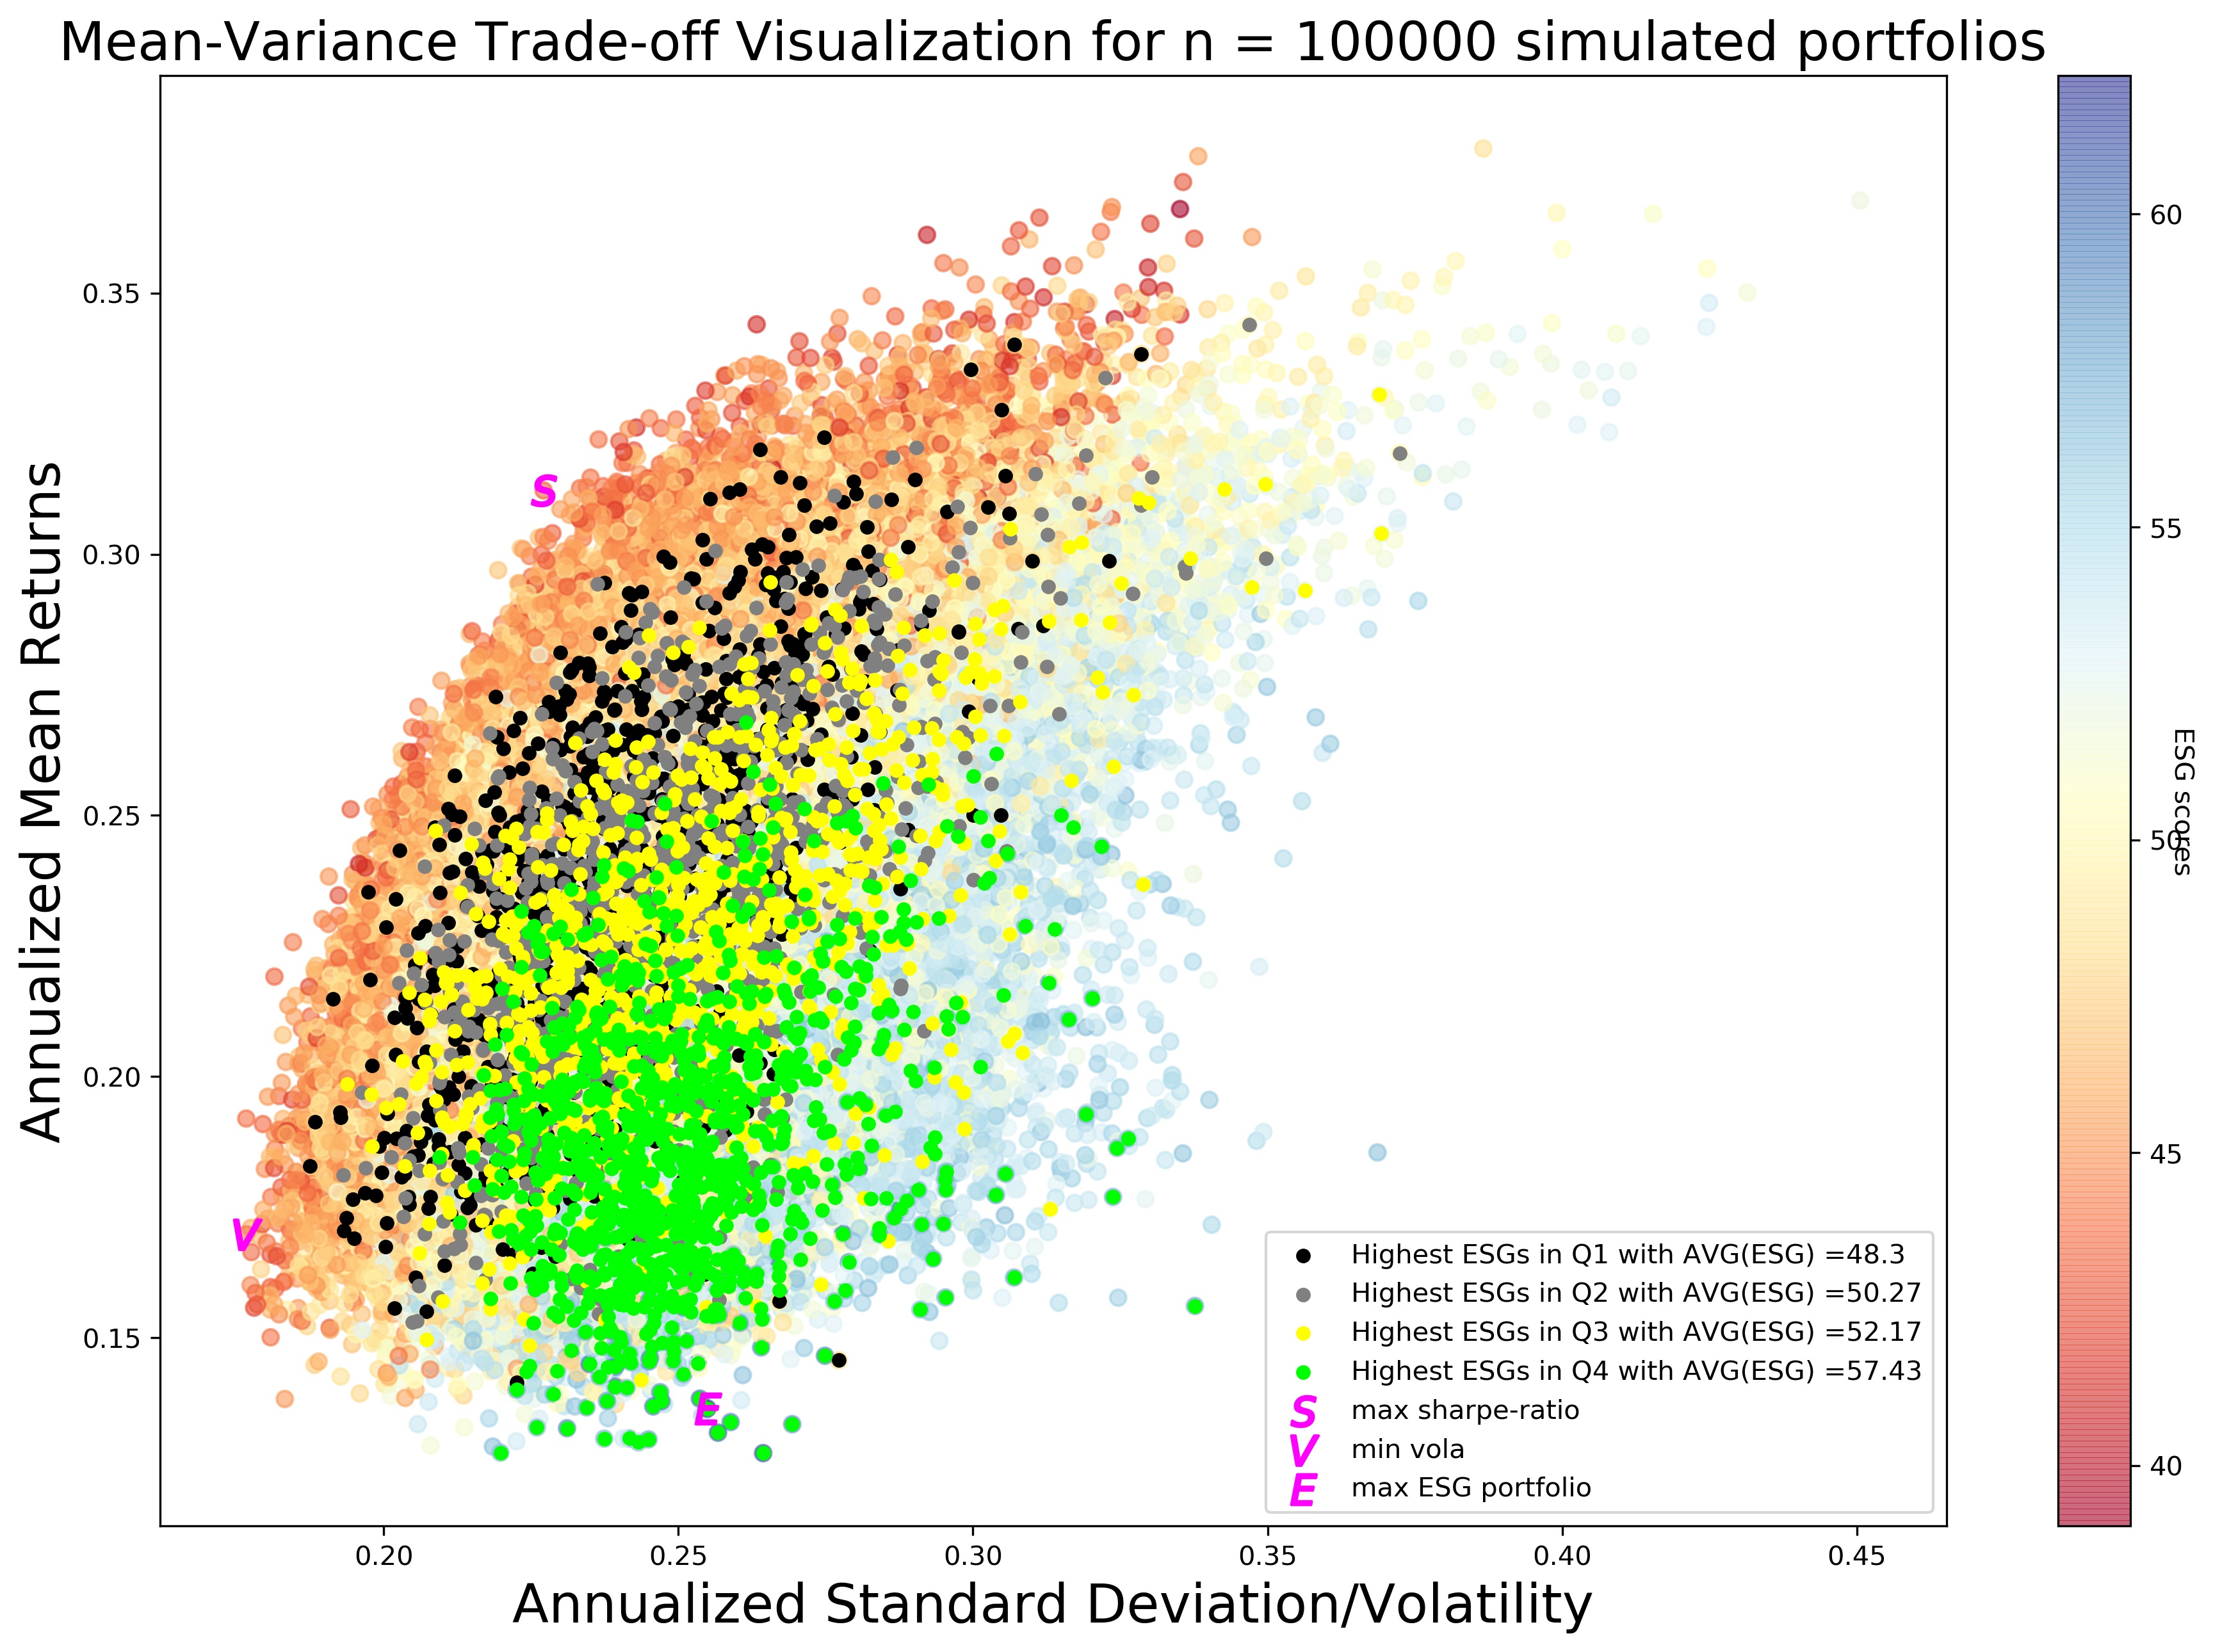 Mean-Variance Trade-off Visualization for n = 100000 simulated portfolios
Annualized Mean Returns
0.35
0.30
0.25
0.20
0.15
S
V
E
Highest ESGs in Q1 with AVG(ESG) =48.3
Highest ESGs in Q2 with AVG(ESG) =50.27
Highest ESGs in Q3 with AVG(ESG) =52.17
Highest ESGs in Q4 with AVG(ESG) =57.43
S max sharpe-ratio
V min vola
E max ESG portfolio
0.20 0.25 0.30 0.35 0.40 0.45
Annualized Standard Deviation/Volatility
60
55
50
45
40
ESG scores